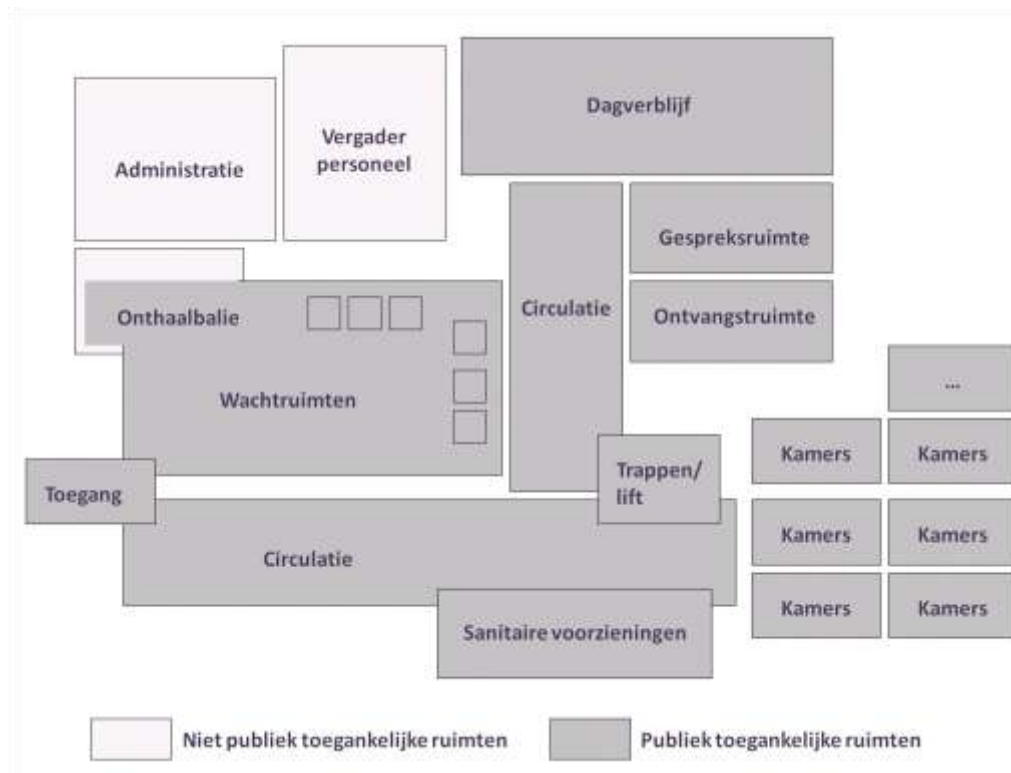 Dagverblijf
Vergader
personeel
Administratie
Gespreksruimte
Circulatie
Ontvangstruimte
Onthaalbalie
Wachtruimten
...
Kamers
Kamers
Trappen/
lift
Toegang
Kamers
Kamers
Circulatie
Kamers
Kamers
Sanitaire voorzieningen
Niet publiek toegankelijke ruimten
Publiek toegankelijke ruimten